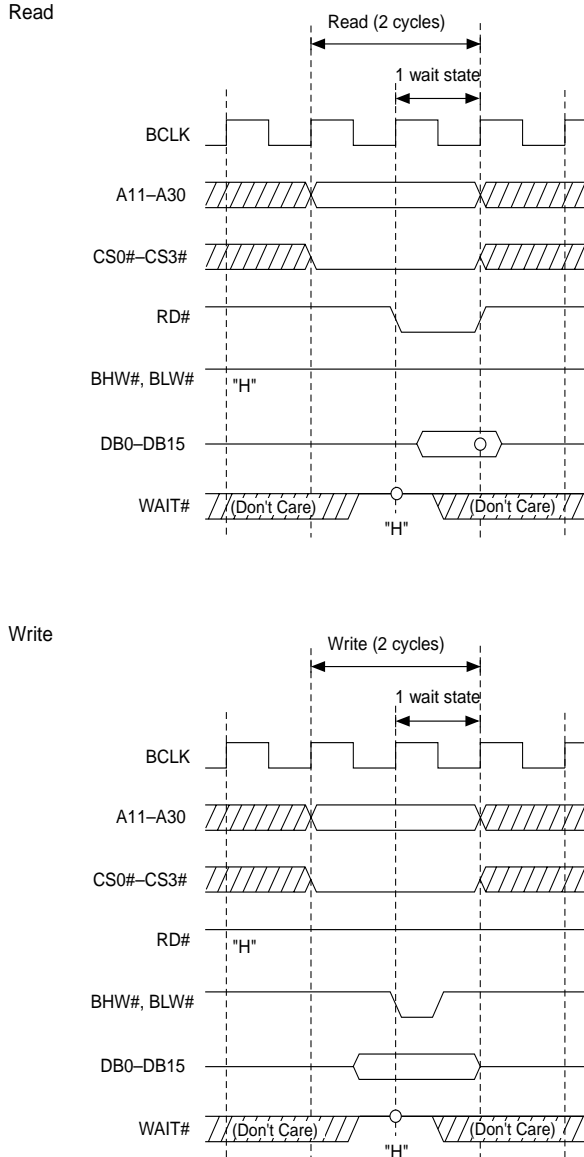 Read
Read (2 cycles)
1 wait state
BCLK
A11–A30
CS0#–CS3#
RD#
BHW#, BLW#
"H"
DB0–DB15
WAIT#
(Don't Care)
(Don't Care)
"H"
Write
Write (2 cycles)
1 wait state
BCLK
A11–A30
CS0#–CS3#
RD#
"H"
BHW#, BLW#
DB0–DB15
WAIT#
(Don't Care)
(Don't Care)
"H"